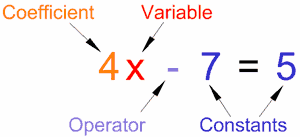 Coefficient Variable
4x - 7 = 5
Operator Constants